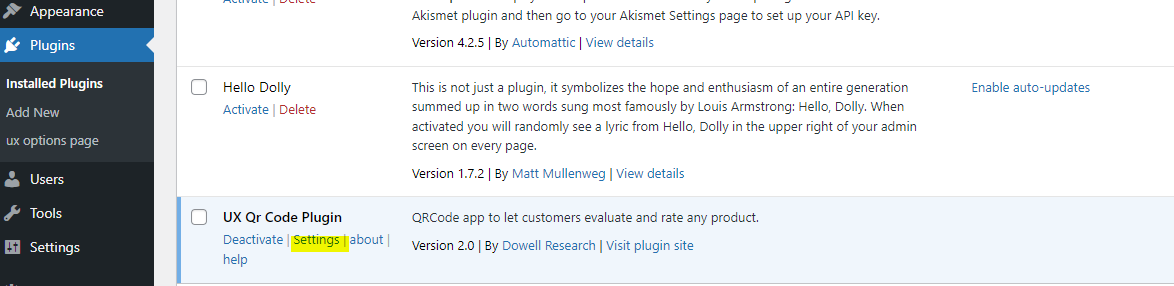 Appearance
Plugins
Installed Plugins
Add New
ux options page
Users
Tools
Settings
Activate | Delete
Akismet plugin and then go to your Akismet Settings page to set up your API key.
Version 4.2.5 | By Automattic | View details
Hello Dolly
Activate | Delete
This is not just a plugin, it symbolizes the hope and enthusiasm of an entire generation
summed up in two words sung most famously by Louis Armstrong: Hello, Dolly. When
activated you will randomly see a lyric from Hello, Dolly in the upper right of your admin
screen on every page.
Version 1.7.2 | By Matt Mullenweg | View details
Enable auto-updates
UX Qr Code Plugin
Deactivate | Settings | about |
help
QRCode app to let customers evaluate and rate any product.
Version 2.0 | By Dowell Research | Visit plugin site